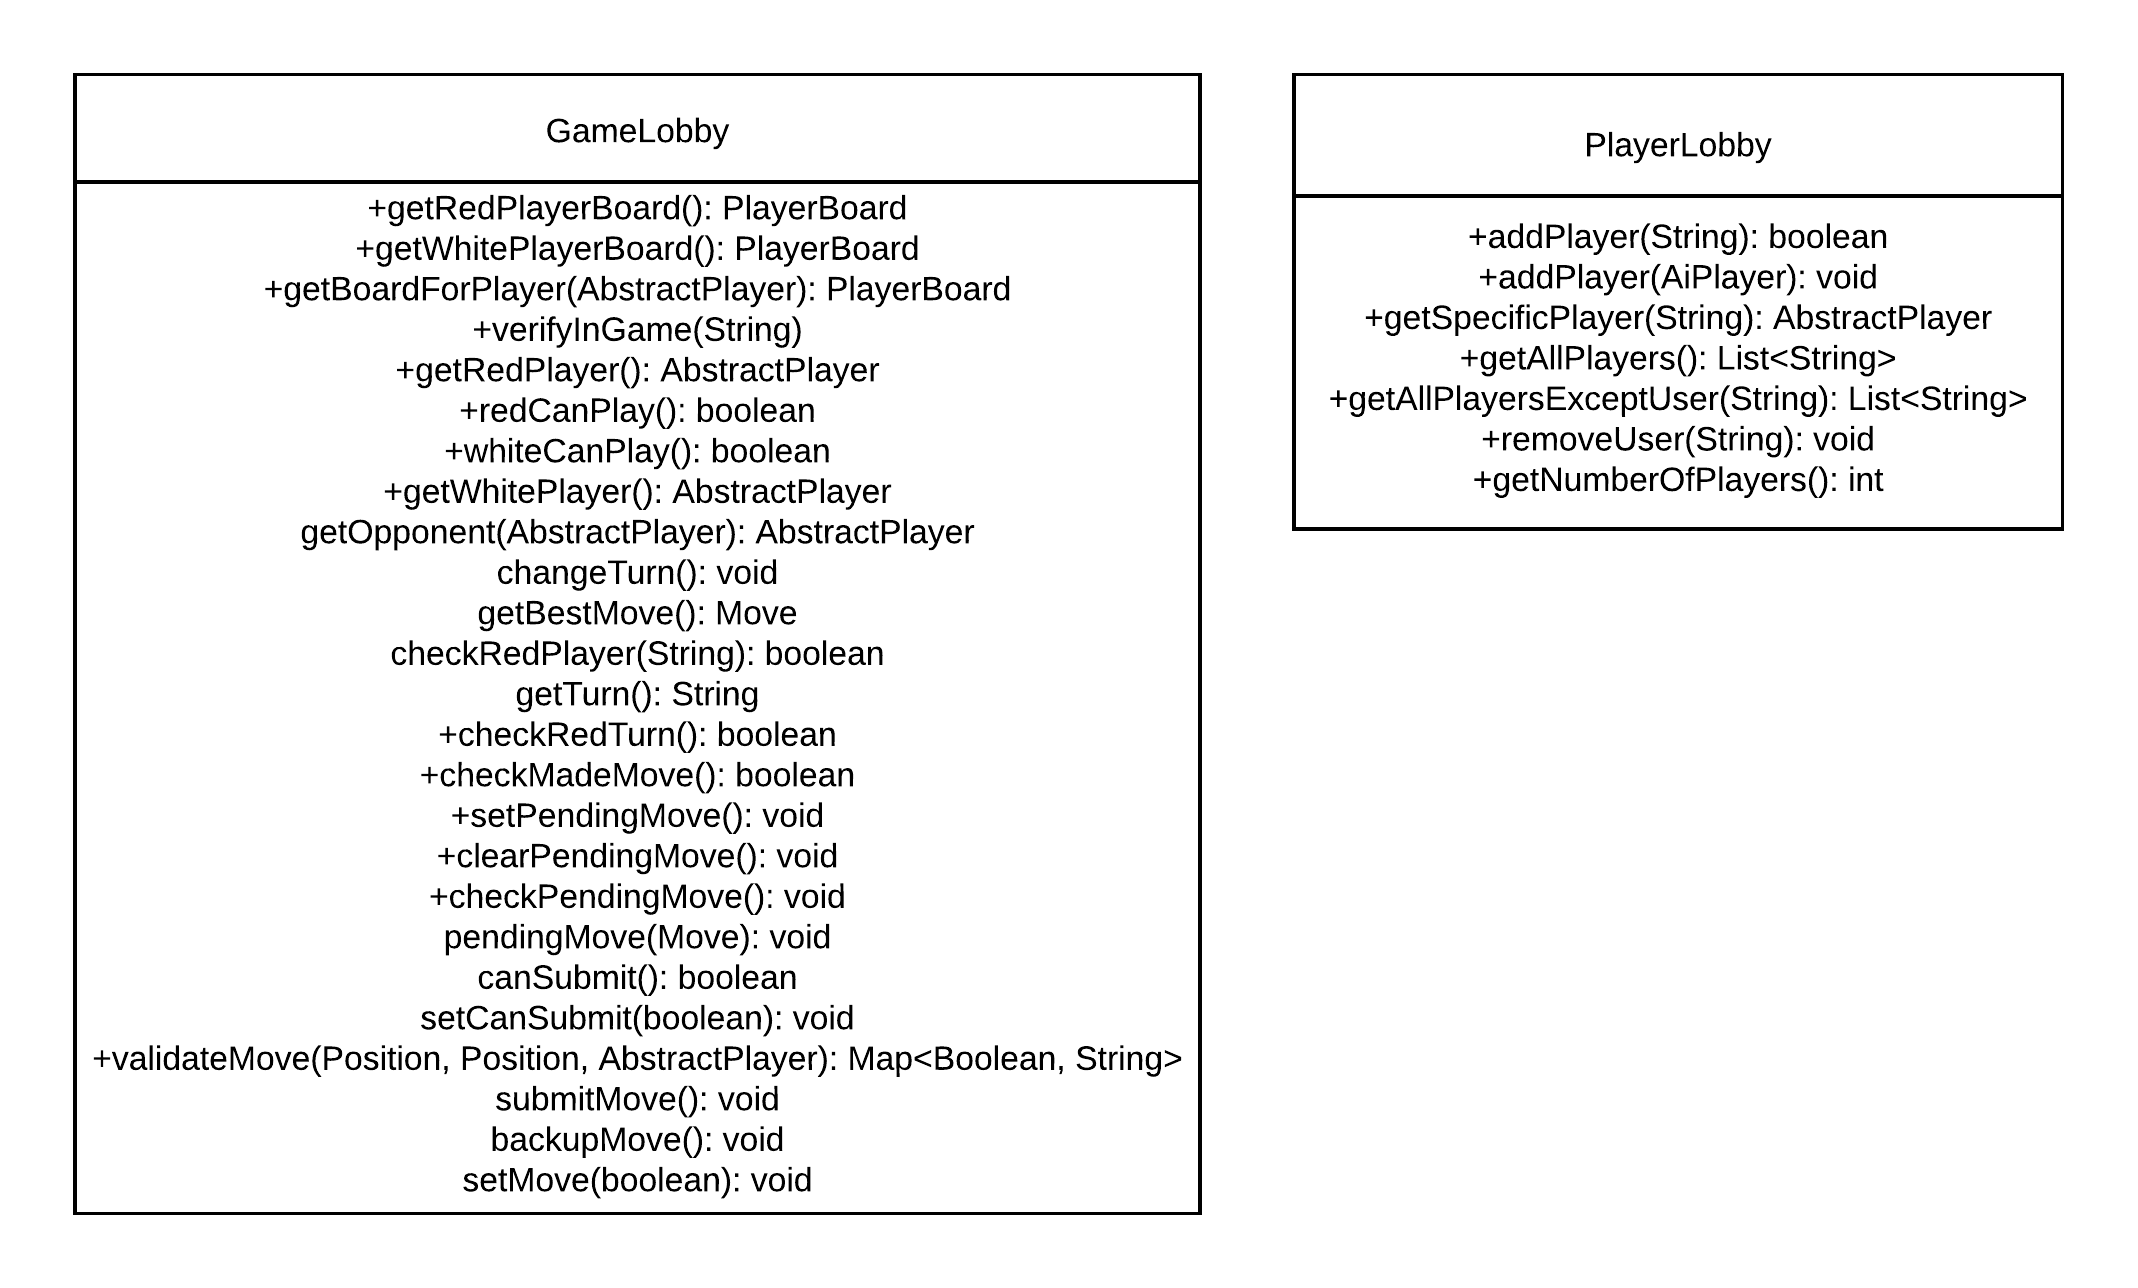 GameLobby
+getRedPlayerBoard(): PlayerBoard
+getWhitePlayerBoard(): PlayerBoard
+getBoardForPlayer(AbstractPlayer): PlayerBoard
+verifyInGame(String)
+getRedPlayer(): AbstractPlayer
+redCanPlay(): boolean
+whiteCanPlay(): boolean
+getWhitePlayer(): AbstractPlayer
getOpponent(AbstractPlayer): AbstractPlayer
changeTurn(): void
getBestMove(): Move
checkRedPlayer(String): boolean
getTurn(): String
+checkRedTurn(): boolean
+checkMadeMove(): boolean
+setPendingMove(): void
+clearPendingMove(): void
+checkPendingMove(): void
pendingMove(Move): void
canSubmit(): boolean
setCanSubmit(boolean): void
+validateMove(Position, Position, AbstractPlayer): Map<Boolean, String>
submitMove(): void
backupMove(): void
setMove(boolean): void
PlayerLobby
+addPlayer(String): boolean
+addPlayer(AiPlayer): void
+getSpecificPlayer(String): AbstractPlayer
+getAllPlayers(): List<String>
+getAllPlayersExceptUser(String): List<String>
+removeUser(String): void
+getNumberOfPlayers(): int